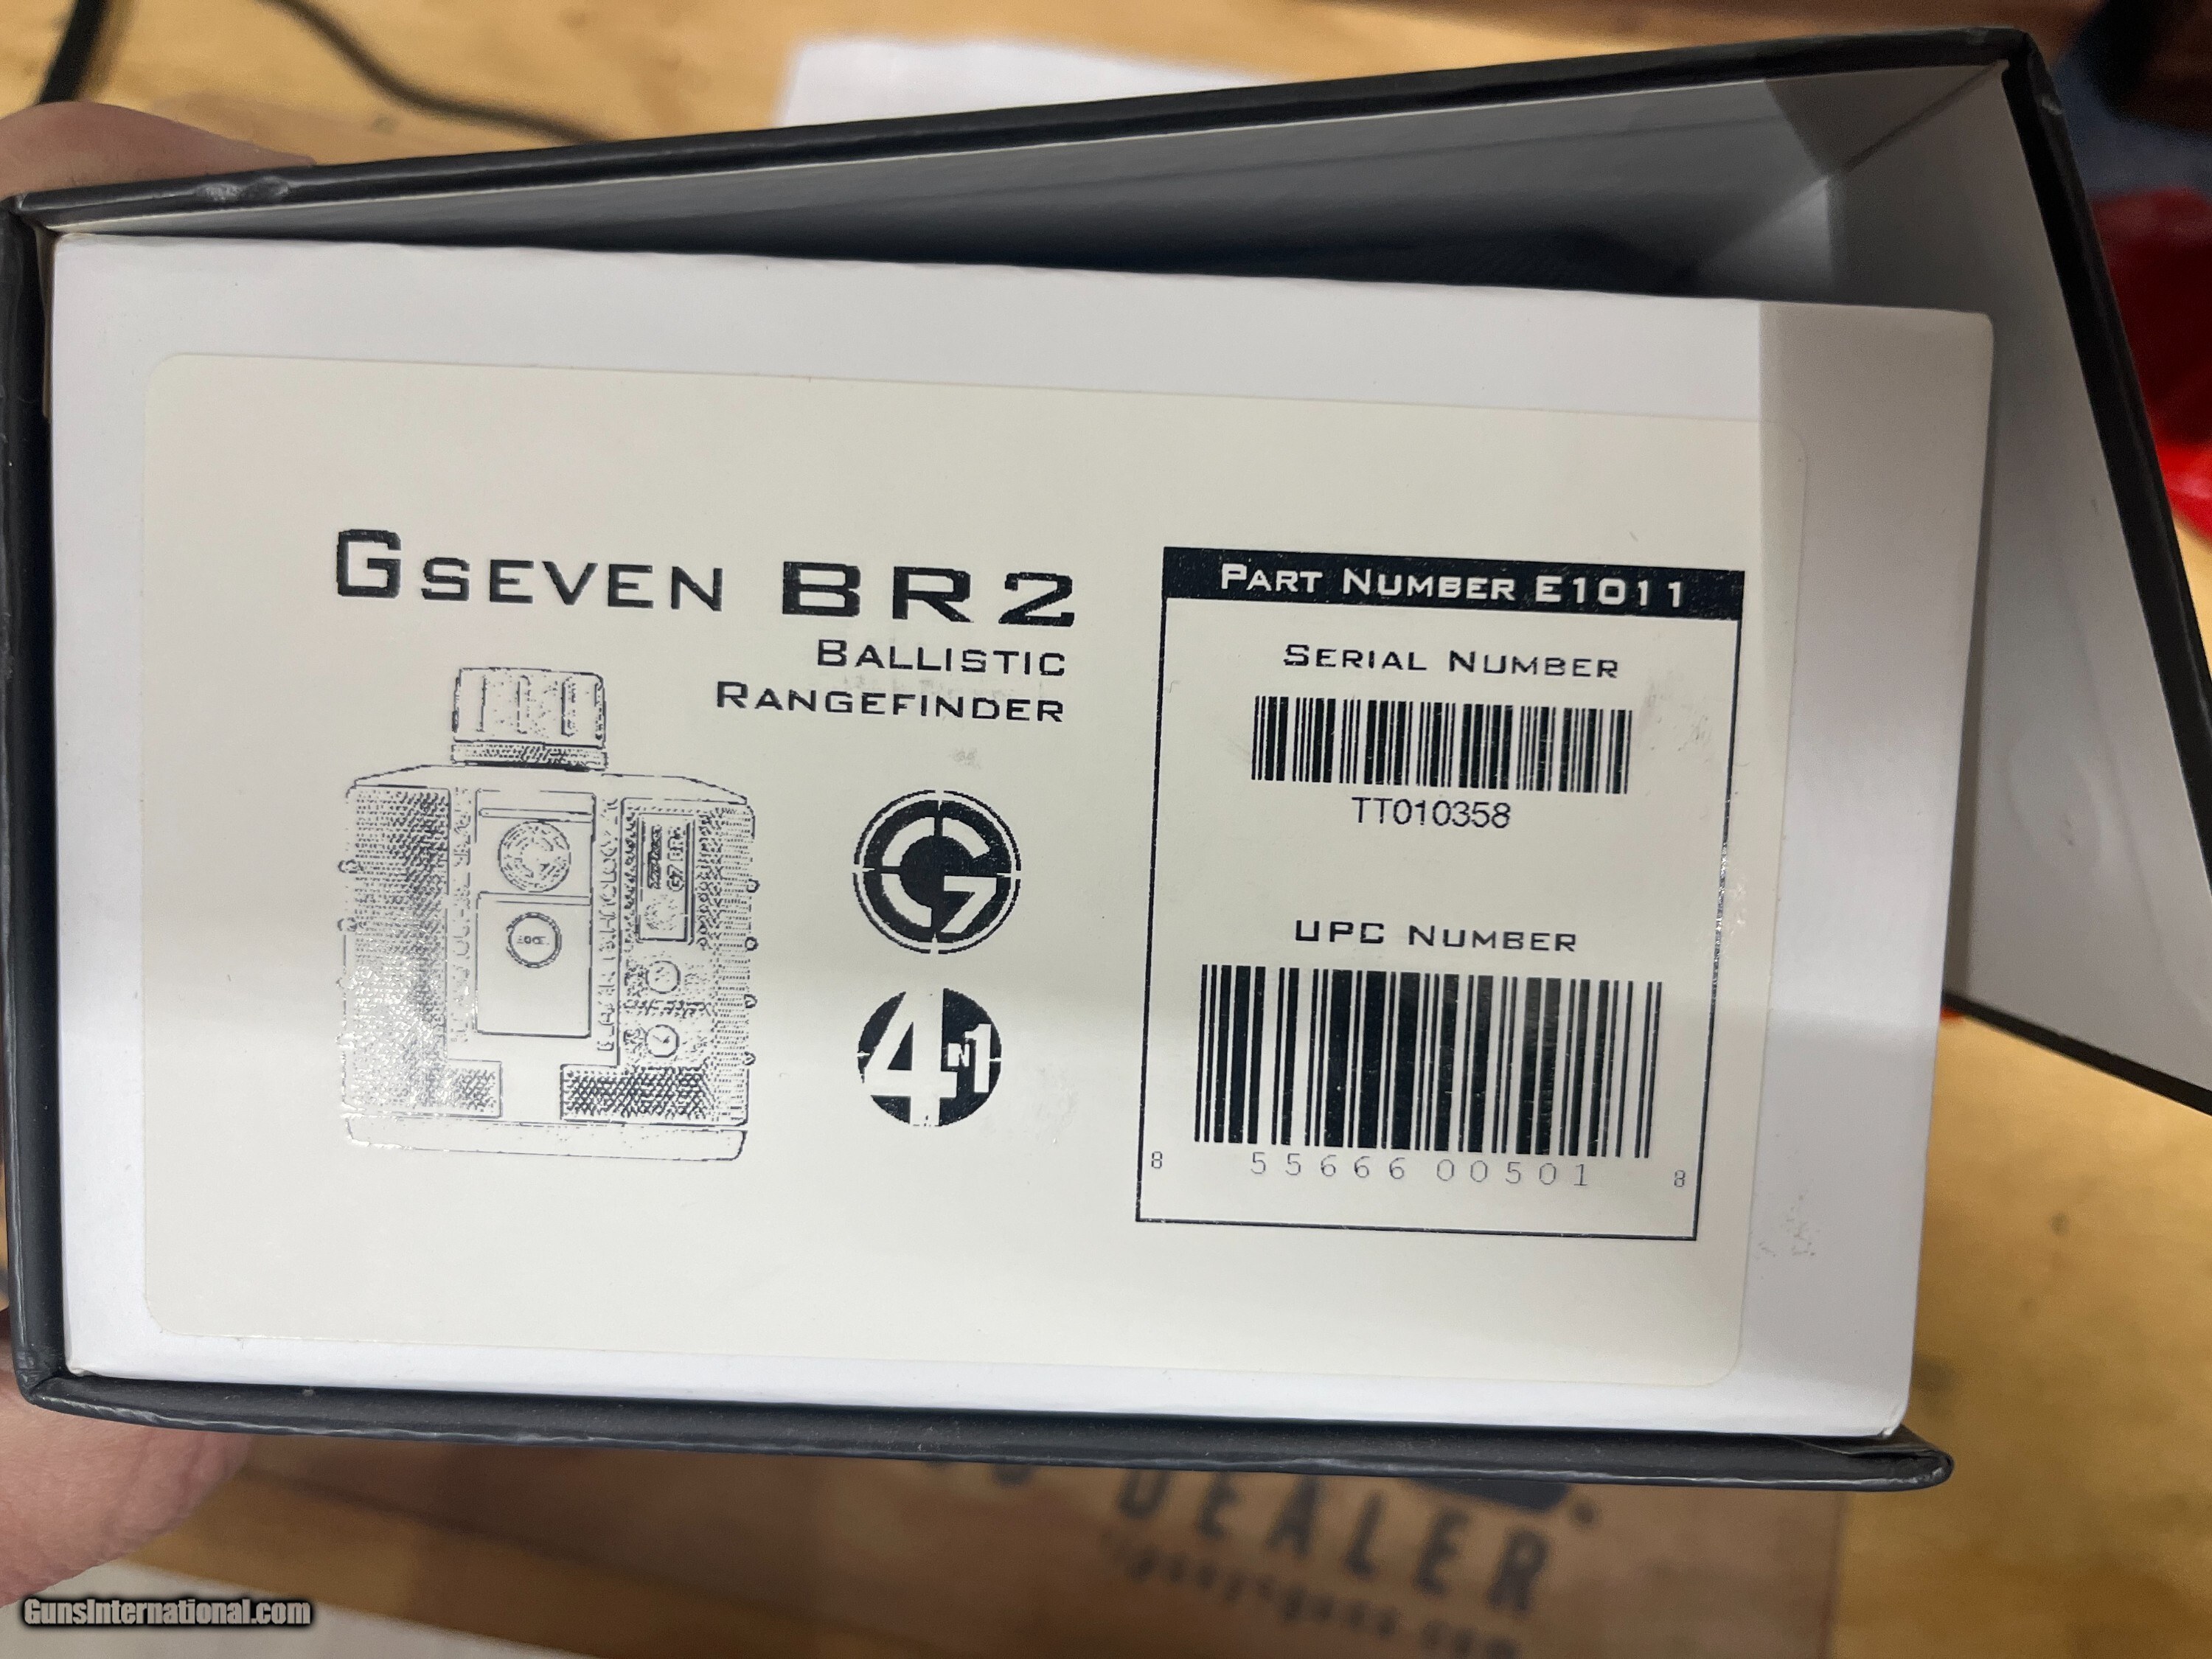 GSEVEN BR2
BALLISTIC
RANGEFINDER
G7
4N1
PART NUMBER E1011
SERIAL NUMBER
TT010358
UPC NUMBER
8 55666 00501 8
DEALER
GunsInternational.com